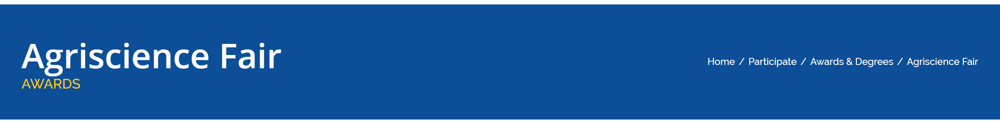 Agriscience Fair
AWARDS
Home / Participate / Awards & Degrees / Agriscience Fair